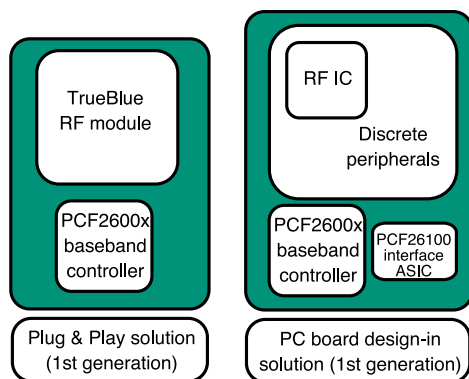 TrueBlue
RF module
PCF2600x
baseband
controller
Plug & Play solution
(1st generation)
RF IC
Discrete
peripherals
PCF2600x
baseband
controller
PCF26100
interface
ASIC
PC board design-in
solution (1st generation)